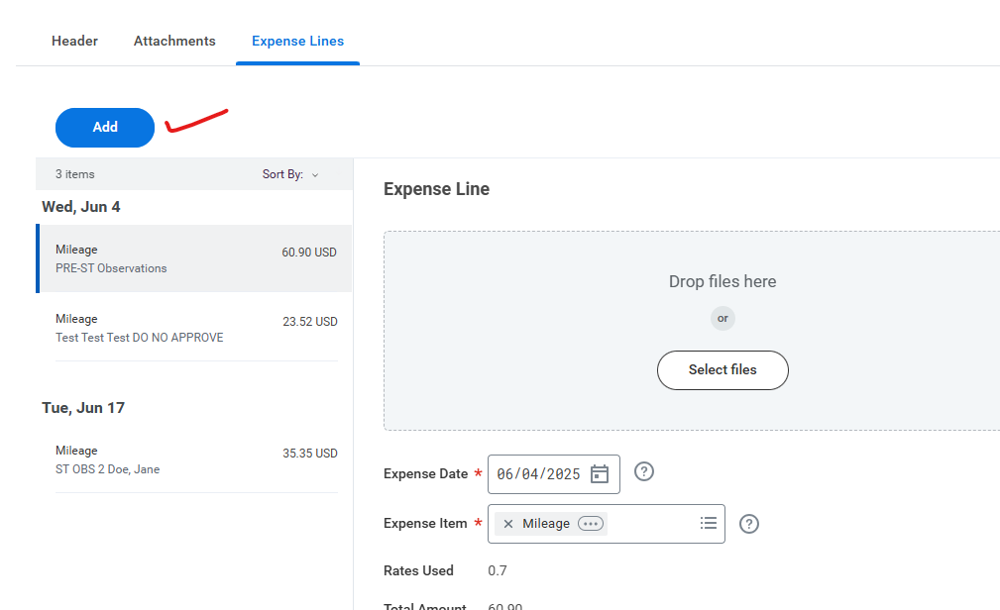 Header Attachments Expense Lines
Add
3 items Sort By:
Wed, Jun 4
Mileage 60.90 USD
PRE-ST Observations
Mileage 23.52 USD
Test Test Test DO NO APPROVE
Tue, Jun 17
Mileage 35.35 USD
ST OBS 2 Doe, Jane
Expense Line
Drop files here
or
Select files
Expense Date * 06/04/2025 ?
Expense Item * × Mileage ?
Rates Used 0.7
Total Amount 60.90